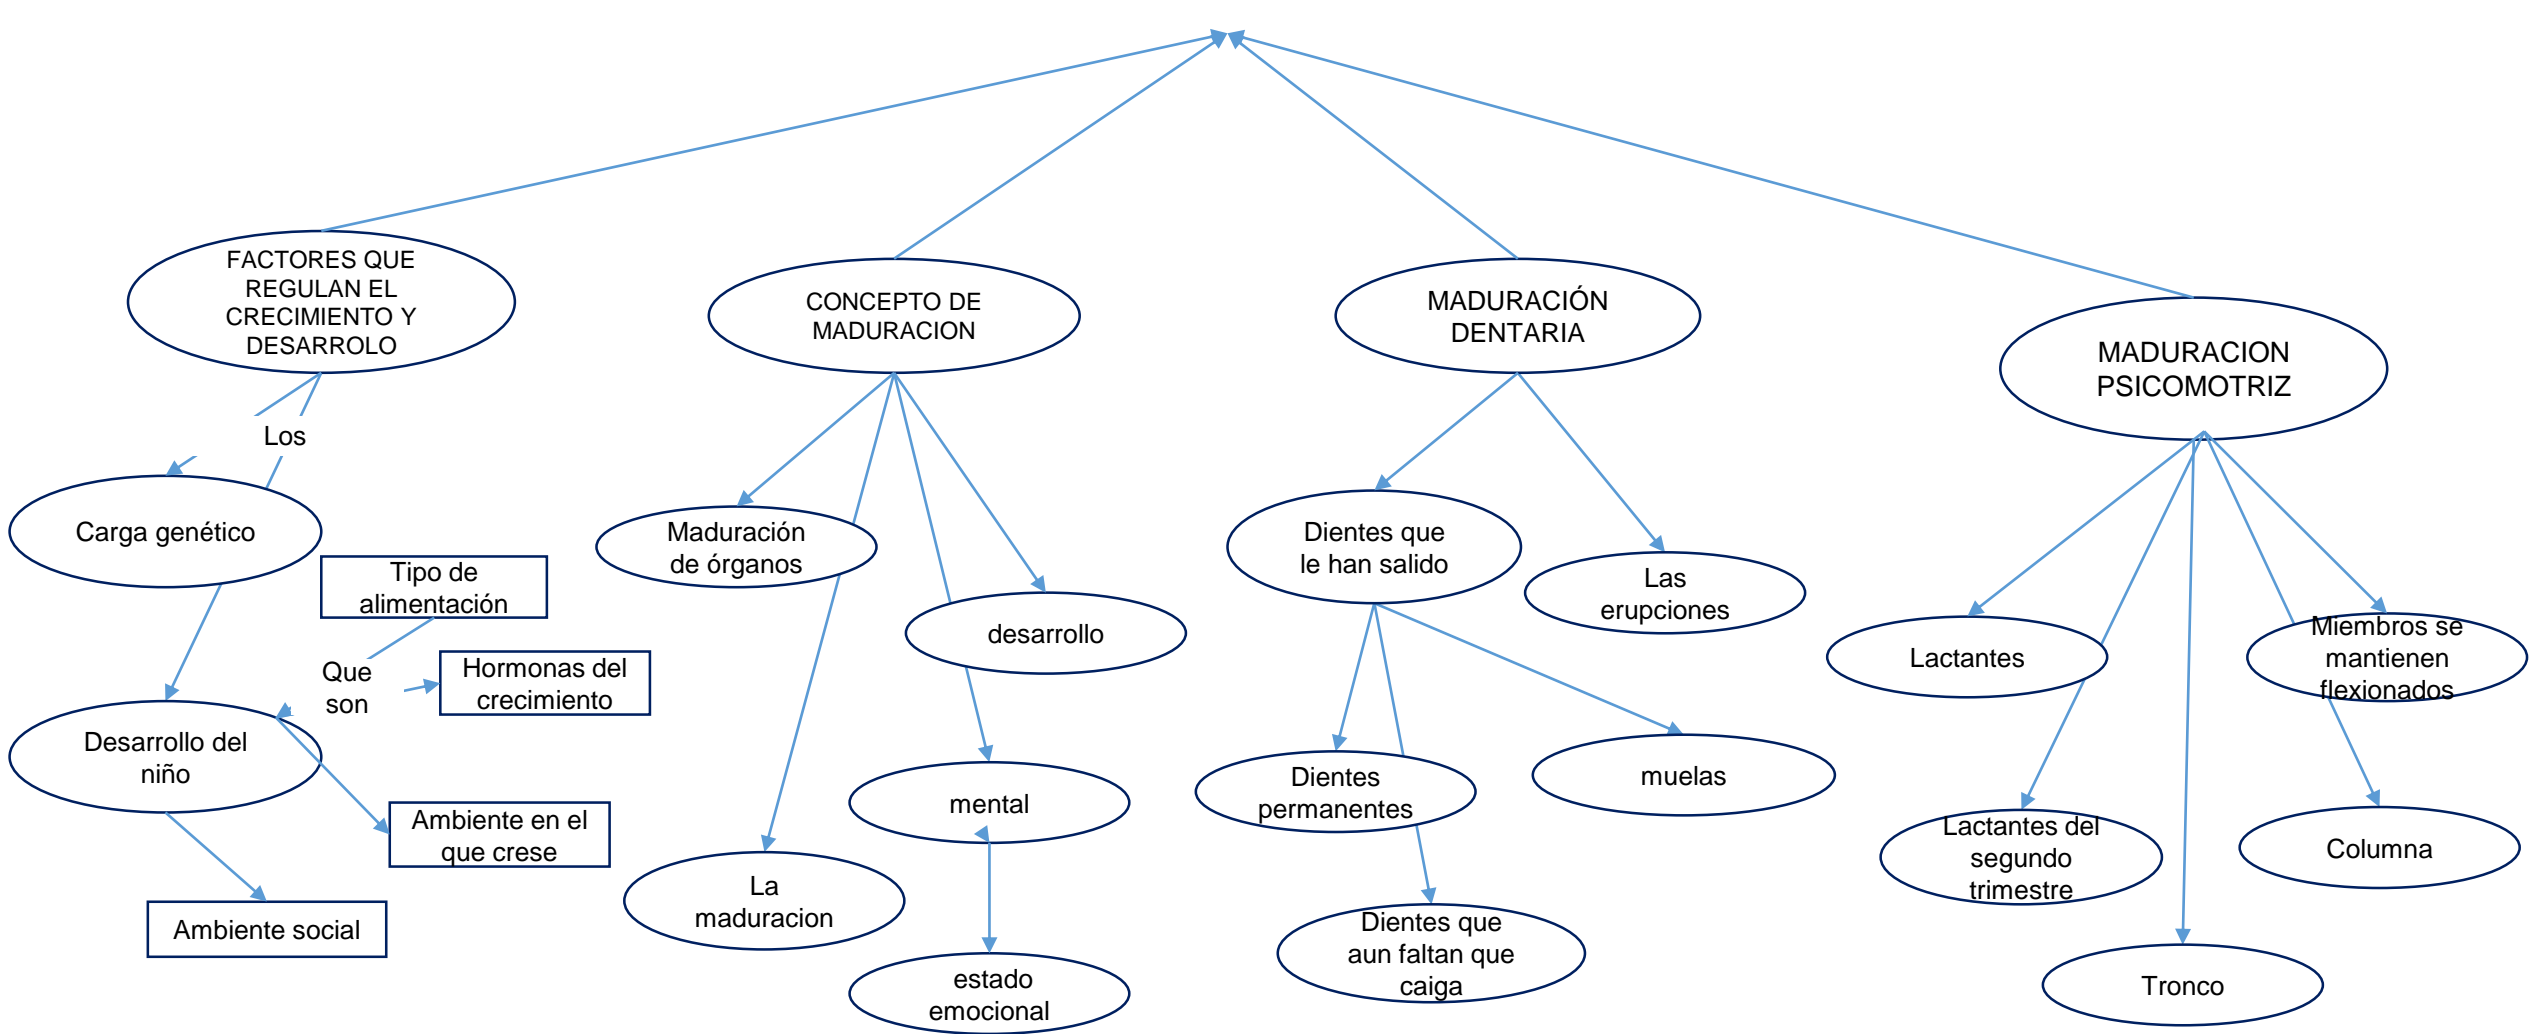 FACTORES QUE
REGULAN EL
CRECIMIENTO Y
DESARROLO
CONCEPTO DE
MADURACION
MADURACIÓN
DENTARIA
MADURACION
PSICOMOTRIZ
Los
Carga genético
Tipo de
alimentación
Que
son
Hormonas del
crecimiento
Desarrollo del
niño
Ambiente en el
que crese
Ambiente social
Maduración
de órganos
desarrollo
mental
La
maduracion
estado
emocional
Dientes que
le han salido
Las
erupciones
Dientes
permanentes
muelas
Dientes que
aun faltan que
caiga
Lactantes
Miembros se
mantienen
flexionados
Lactantes del
segundo
trimestre
Columna
Tronco